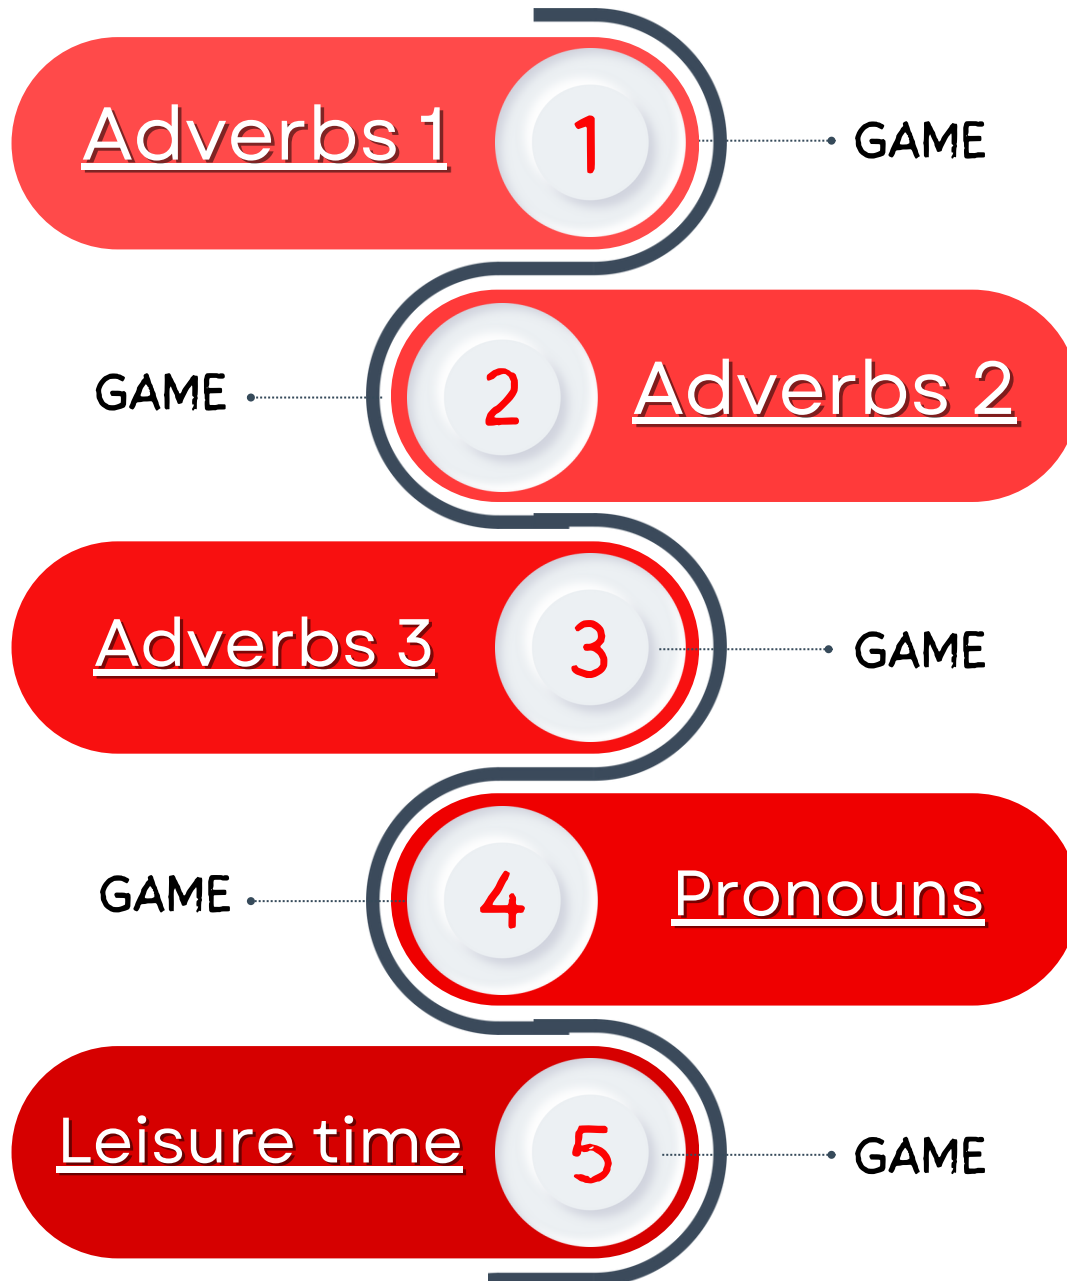 Adverbs 1
1
GAME
GAME
2
Adverbs 2
Adverbs 3
3
GAME
GAME
4
Pronouns
Leisure time
5
GAME